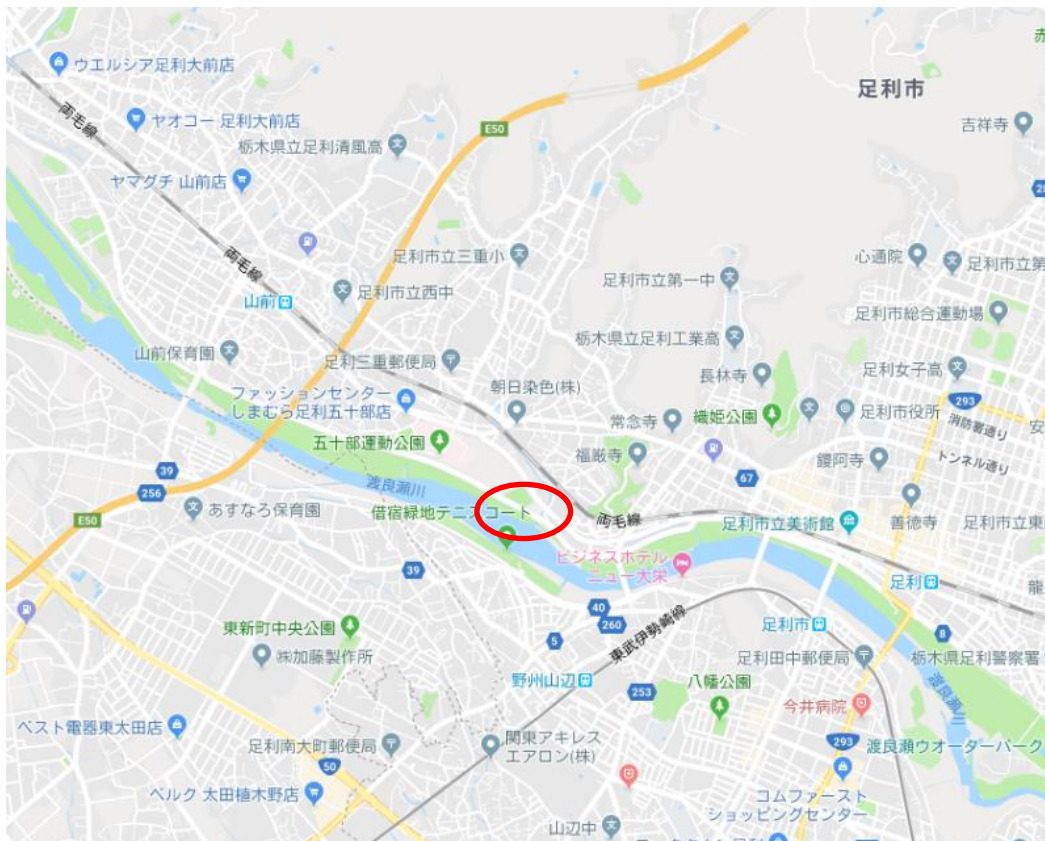 赤
ウエルシア足利大前店
足利市
両毛線
ヤオコー 足利大前店
E50
吉祥寺
栃木県立足利清風高
ヤマグチ 山前店
足利市立三重小
心通院
足利市立第
両毛線
足利市立第一中
足利市立西中
山前
足利市総合運動場
栃木県立足利工業高
山前保育園
足利三重郵便局
長林寺
足利女子高
ファッションセンター
しまむら足利五十部店
朝日染色(株)
293
常念寺
織姫公園
足利市役所
消防署通り
安
五十部運動公園
福厳寺
鑁阿寺
トンネル通り
39
67
渡良瀬川
256
あすなろ保育園
借宿緑地テニスコート
E50
両毛線
足利市立美術館
善徳寺
足利市立東
ビジネスホテル
ニュー大栄
39
足利
龍
40
260
東新町中央公園
東武伊勢崎線
足利市
8
㈱加藤製作所
5
足利田中郵便局
栃木県足利警察署
野州山辺
253
八幡公園
渡良瀬川
今井病院
ベスト電器東太田店
足利南大町郵便局
関東アキレス
エアロン(株)
293
渡良瀬ウオーターパーク
50
ベルク 太田植木野店
コムファースト
ショッピングセンター
山辺中